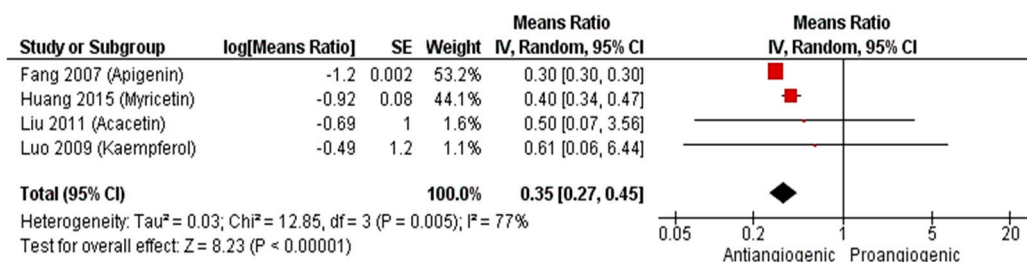 Means Ratio Means Ratio
Study or Subgroup log[Means Ratio] SE Weight IV, Random, 95% CI IV, Random, 95% CI
Fang 2007 (Apigenin) -1.2 0.002 53.2% 0.30 [0.30, 0.30]
Huang 2015 (Myricetin) -0.92 0.08 44.1% 0.40 [0.34, 0.47]
Liu 2011 (Acacetin) -0.69 1 1.6% 0.50 [0.07, 3.56]
Luo 2009 (Kaempferol) -0.49 1.2 1.1% 0.61 [0.06, 6.44]
Total (95% CI) 100.0% 0.35 [0.27, 0.45]
Heterogeneity: Tau² = 0.03; Chi² = 12.85, df = 3 (P = 0.005); I² = 77%
Test for overall effect: Z = 8.23 (P < 0.00001)
0.05 0.2 1 5 20
Antiangiogenic Proangiogenic